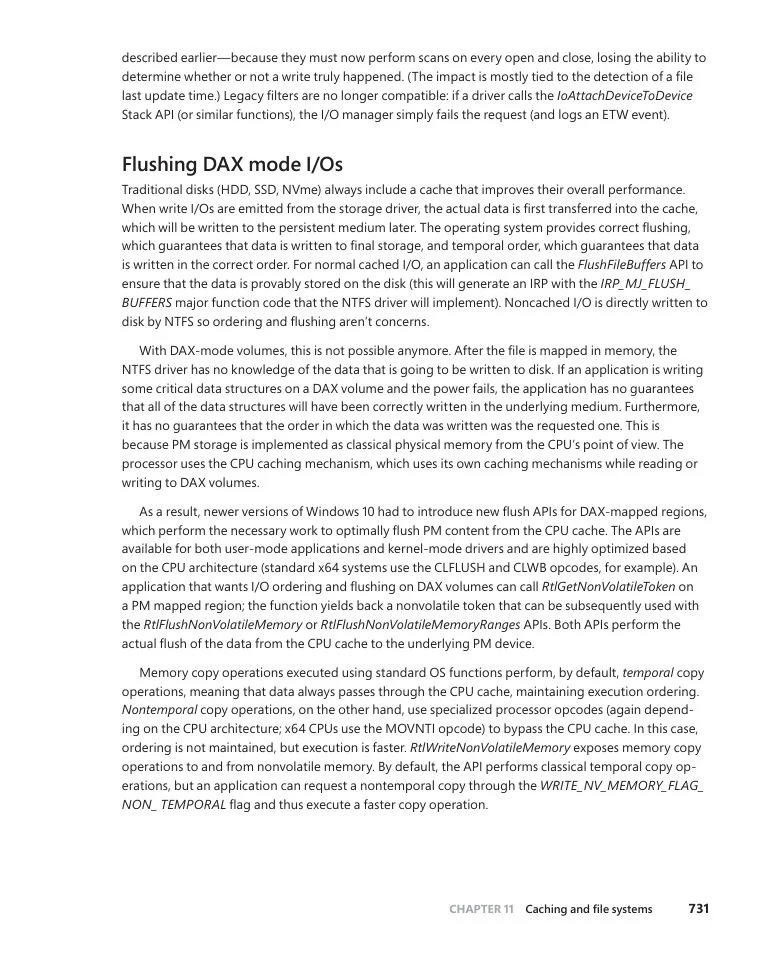 described earlier—because they must now perform scans on every open and close, losing the ability to
determine whether or not a write truly happened. (The impact is mostly tied to the detection of a file
last update time.) Legacy filters are no longer compatible: if a driver calls the IoAttachDeviceToDevice
Stack API (or similar functions), the I/O manager simply fails the request (and logs an ETW event).
Flushing DAX mode I/Os
Traditional disks (HDD, SSD, NVme) always include a cache that improves their overall performance.
When write I/Os are emitted from the storage driver, the actual data is first transferred into the cache,
which will be written to the persistent medium later. The operating system provides correct flushing,
which guarantees that data is written to final storage, and temporal order, which guarantees that data
is written in the correct order. For normal cached I/O, an application can call the FlushFileBuffers API to
ensure that the data is provably stored on the disk (this will generate an IRP with the IRP_MJ_FLUSH_
BUFFERS major function code that the NTFS driver will implement). Noncached I/O is directly written to
disk by NTFS so ordering and flushing aren’t concerns.
With DAX-mode volumes, this is not possible anymore. After the file is mapped in memory, the
NTFS driver has no knowledge of the data that is going to be written to disk. If an application is writing
some critical data structures on a DAX volume and the power fails, the application has no guarantees
that all of the data structures will have been correctly written in the underlying medium. Furthermore,
it has no guarantees that the order in which the data was written was the requested one. This is
because PM storage is implemented as classical physical memory from the CPU’s point of view. The
processor uses the CPU caching mechanism, which uses its own caching mechanisms while reading or
writing to DAX volumes.
As a result, newer versions of Windows 10 had to introduce new flush APIs for DAX-mapped regions,
which perform the necessary work to optimally flush PM content from the CPU cache. The APIs are
available for both user-mode applications and kernel-mode drivers and are highly optimized based
on the CPU architecture (standard x64 systems use the CLFLUSH and CLWB opcodes, for example). An
application that wants I/O ordering and flushing on DAX volumes can call RtlGetNonVolatileToken on
a PM mapped region; the function yields back a nonvolatile token that can be subsequently used with
the RtlFlushNonVolatileMemory or RtlFlushNonVolatileMemoryRanges APIs. Both APIs perform the
actual flush of the data from the CPU cache to the underlying PM device.
Memory copy operations executed using standard OS functions perform, by default, temporal copy
operations, meaning that data always passes through the CPU cache, maintaining execution ordering.
Nontemporal copy operations, on the other hand, use specialized processor opcodes (again depend-
ing on the CPU architecture; x64 CPUs use the MOVNTI opcode) to bypass the CPU cache. In this case,
ordering is not maintained, but execution is faster. RtlWriteNonVolatileMemory exposes memory copy
operations to and from nonvolatile memory. By default, the API performs classical temporal copy op-
erations, but an application can request a nontemporal copy through the WRITE_NV_MEMORY_FLAG_
NON_ TEMPORAL flag and thus execute a faster copy operation.
CHAPTER 11 Caching and file systems 731